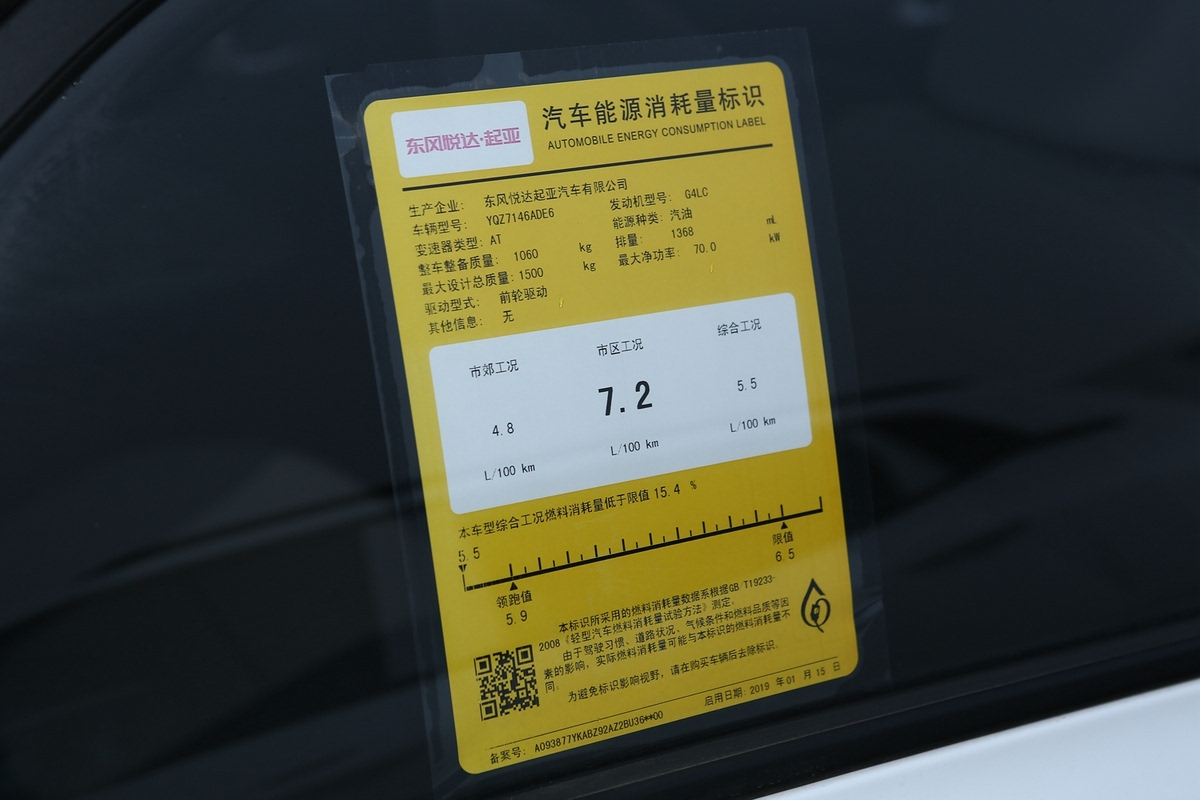 东风悦达·起亚
汽车能源消耗量标识
AUTOMOBILE ENERGY CONSUMPTION LABEL
生产企业: 东风悦达起亚汽车有限公司
车辆型号: YQZ7146ADE6 发动机型号: G4LC
变速器类型: AT 能源种类: 汽油
整车整备质量: 1060 kg 排量: 1368 mL
最大设计总质量: 1500 kg 最大净功率: 70.0 kW
驱动型式: 前轮驱动
其他信息: 无
市郊工况 市区工况 综合工况
4.8 7.2 5.5
L/100 km L/100 km L/100 km
本车型综合工况燃料消耗量低于限值 15.4 %
5.5
领跑值 限值
5.9 6.5
本标识所采用的燃料消耗量数据系根据GB T19233-
2008《轻型汽车燃料消耗量试验方法》测定。
由于驾驶习惯、道路状况、气候条件和燃料品质等因
素的影响，实际燃料消耗量可能与本标识的燃料消耗量不
同。
为避免标识影响视野，请在购买车辆后去除标识。
备案号: A093877YKABZ92AZ2BU36**00 启用日期: 2019 年 01 月 15 日